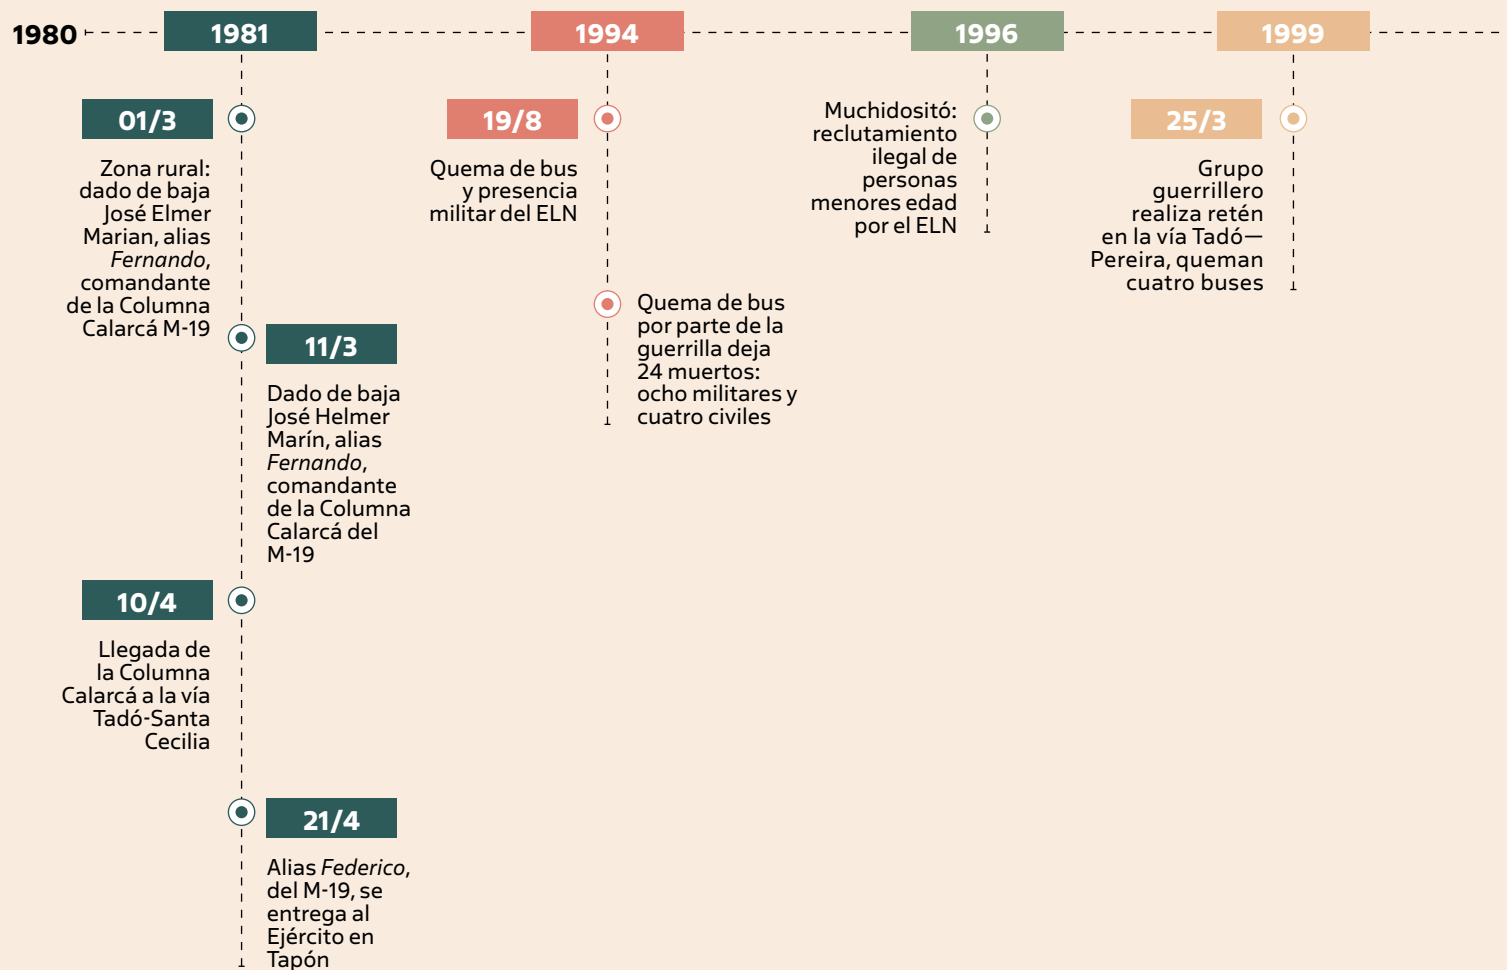 1980
1981
01/3
Zona rural:
dado de baja
José Elmer
Marian, alias
Fernando,
comandante
de la Columna
Calarcá M-19
11/3
Dado de baja
José Helmer
Marín, alias
Fernando,
comandante
de la Columna
Calarcá del
M-19
10/4
Llegada de
la Columna
Calarcá a la vía
Tadó-Santa
Cecilia
21/4
Alias Federico,
del M-19, se
entrega al
Ejército en
Tapón
1994
19/8
Quema de bus
y presencia
militar del ELN
Quema de bus
por parte de la
guerrilla deja
24 muertos:
ocho militares y
cuatro civiles
1996
Muchidositó:
reclutamiento
ilegal de
personas
menores edad
por el ELN
1999
25/3
Grupo
guerrillero
realiza retén
en la vía Tadó—
Pereira, queman
cuatro buses